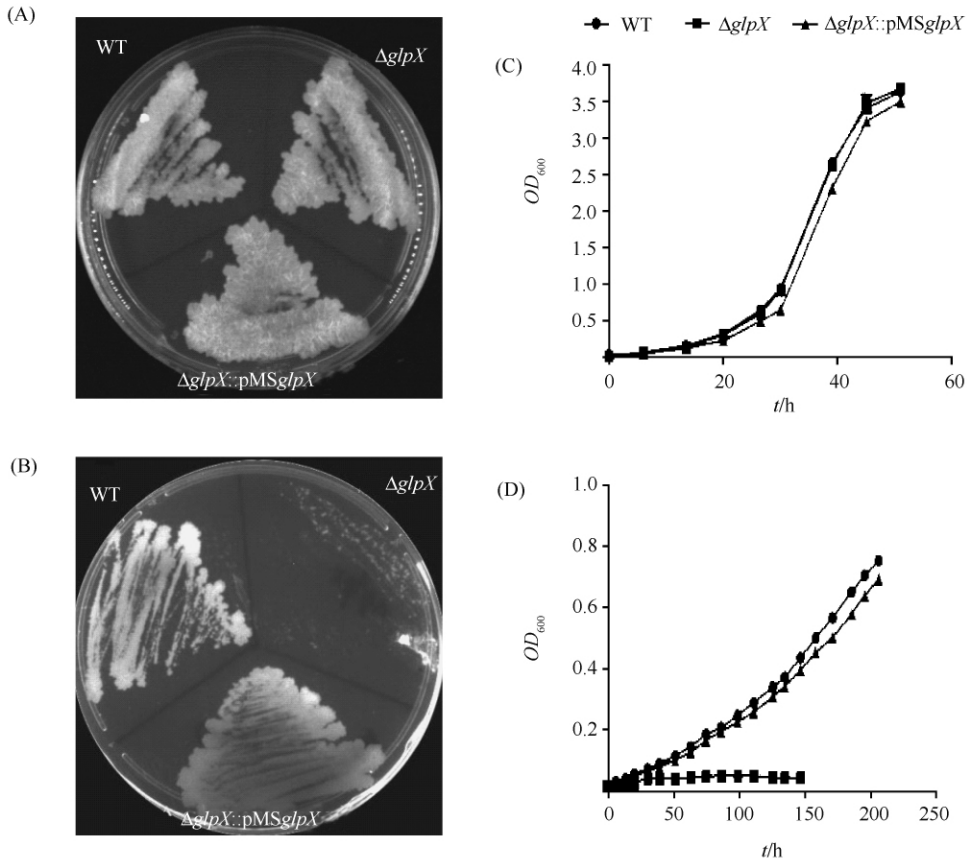 (A)
WT
ΔglpX
ΔglpX::pMSglpX
WT ΔglpX ΔglpX::pMSglpX
(C)
4.0
3.5
3.0
2.5
2.0
1.5
1.0
0.5
OD600
0 20 40 60
t/h
(B)
WT
ΔglpX
ΔglpX::pMSglpX
(D)
1.0
0.8
0.6
0.4
0.2
OD600
0 50 100 150 200 250
t/h